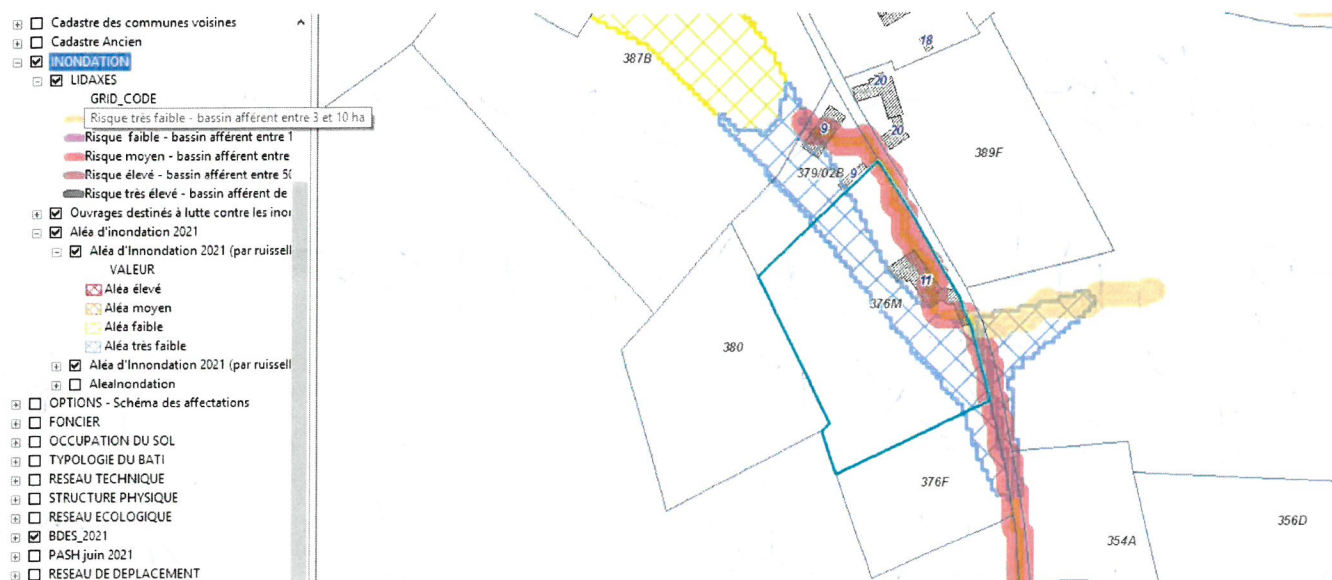 Cadastre des communes voisines
Cadastre Ancien
INONDATION
LIDAXES
GRID_CODE
Risque très faible - bassin afférent entre 3 et 10 ha
Risque faible - bassin afférent entre 1
Risque moyen - bassin afférent entre
Risque élevé - bassin afférent entre 50
Risque très élevé - bassin afférent de
Ouvrages destinés à lutte contre les inon
Aléa d'inondation 2021
Aléa d'Innondation 2021 (par ruissell
VALEUR
Aléa élevé
Aléa moyen
Aléa faible
Aléa très faible
Aléa d'Innondation 2021 (par ruissell
AleaInondation
OPTIONS - Schéma des affectations
FONCIER
OCCUPATION DU SOL
TYPOLOGIE DU BATI
RESEAU TECHNIQUE
STRUCTURE PHYSIQUE
RESEAU ECOLOGIQUE
BDES_2021
PASH juin 2021
RESEAU DE DEPLACEMENT
387B
18
20
9
20
389F
379/02B
9
11
376M
380
376F
354A
356D